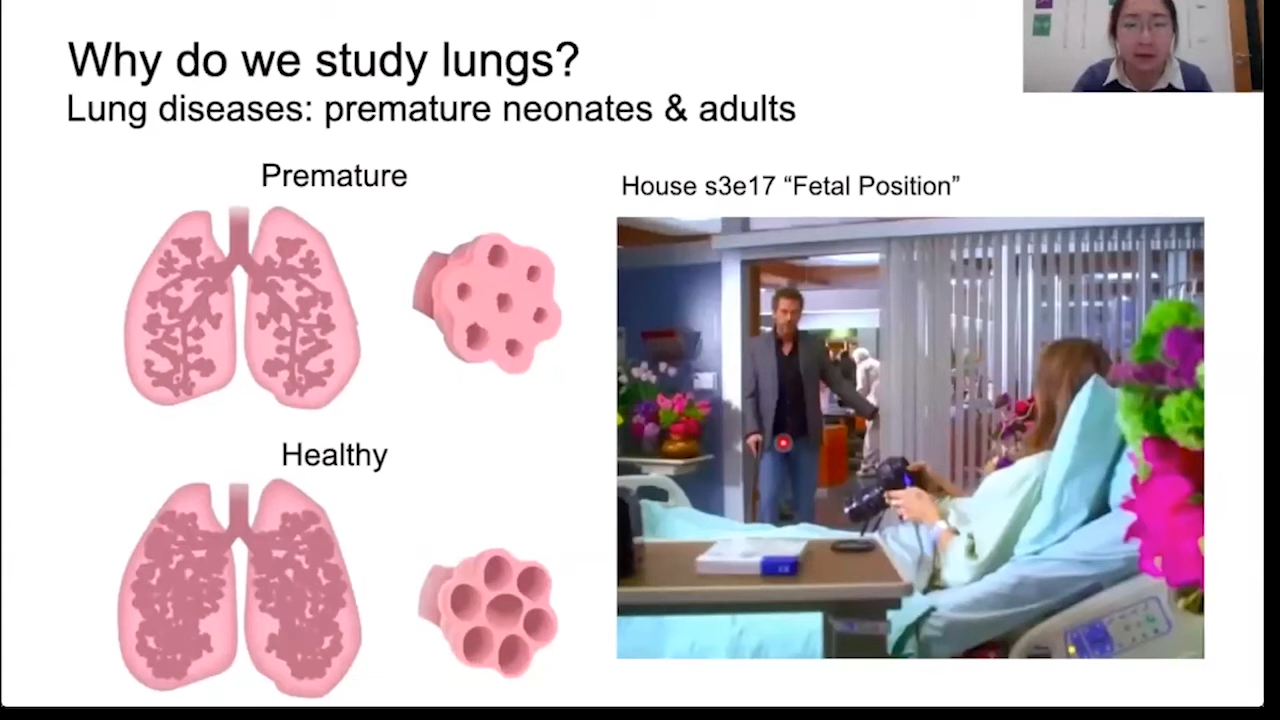 Why do we study lungs?
Lung diseases: premature neonates & adults
Premature
House s3e17 “Fetal Position”
Healthy